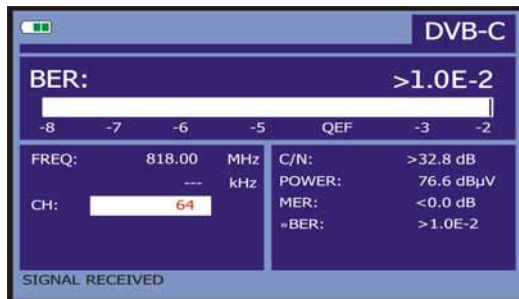 DVB-C
BER: >1.0E-2
-8 -7 -6 -5 QEF -3 -2
FREQ: 818.00 MHz
--- kHz
CH: 64
C/N: >32.8 dB
POWER: 76.6 dBµV
MER: <0.0 dB
»BER: >1.0E-2
SIGNAL RECEIVED